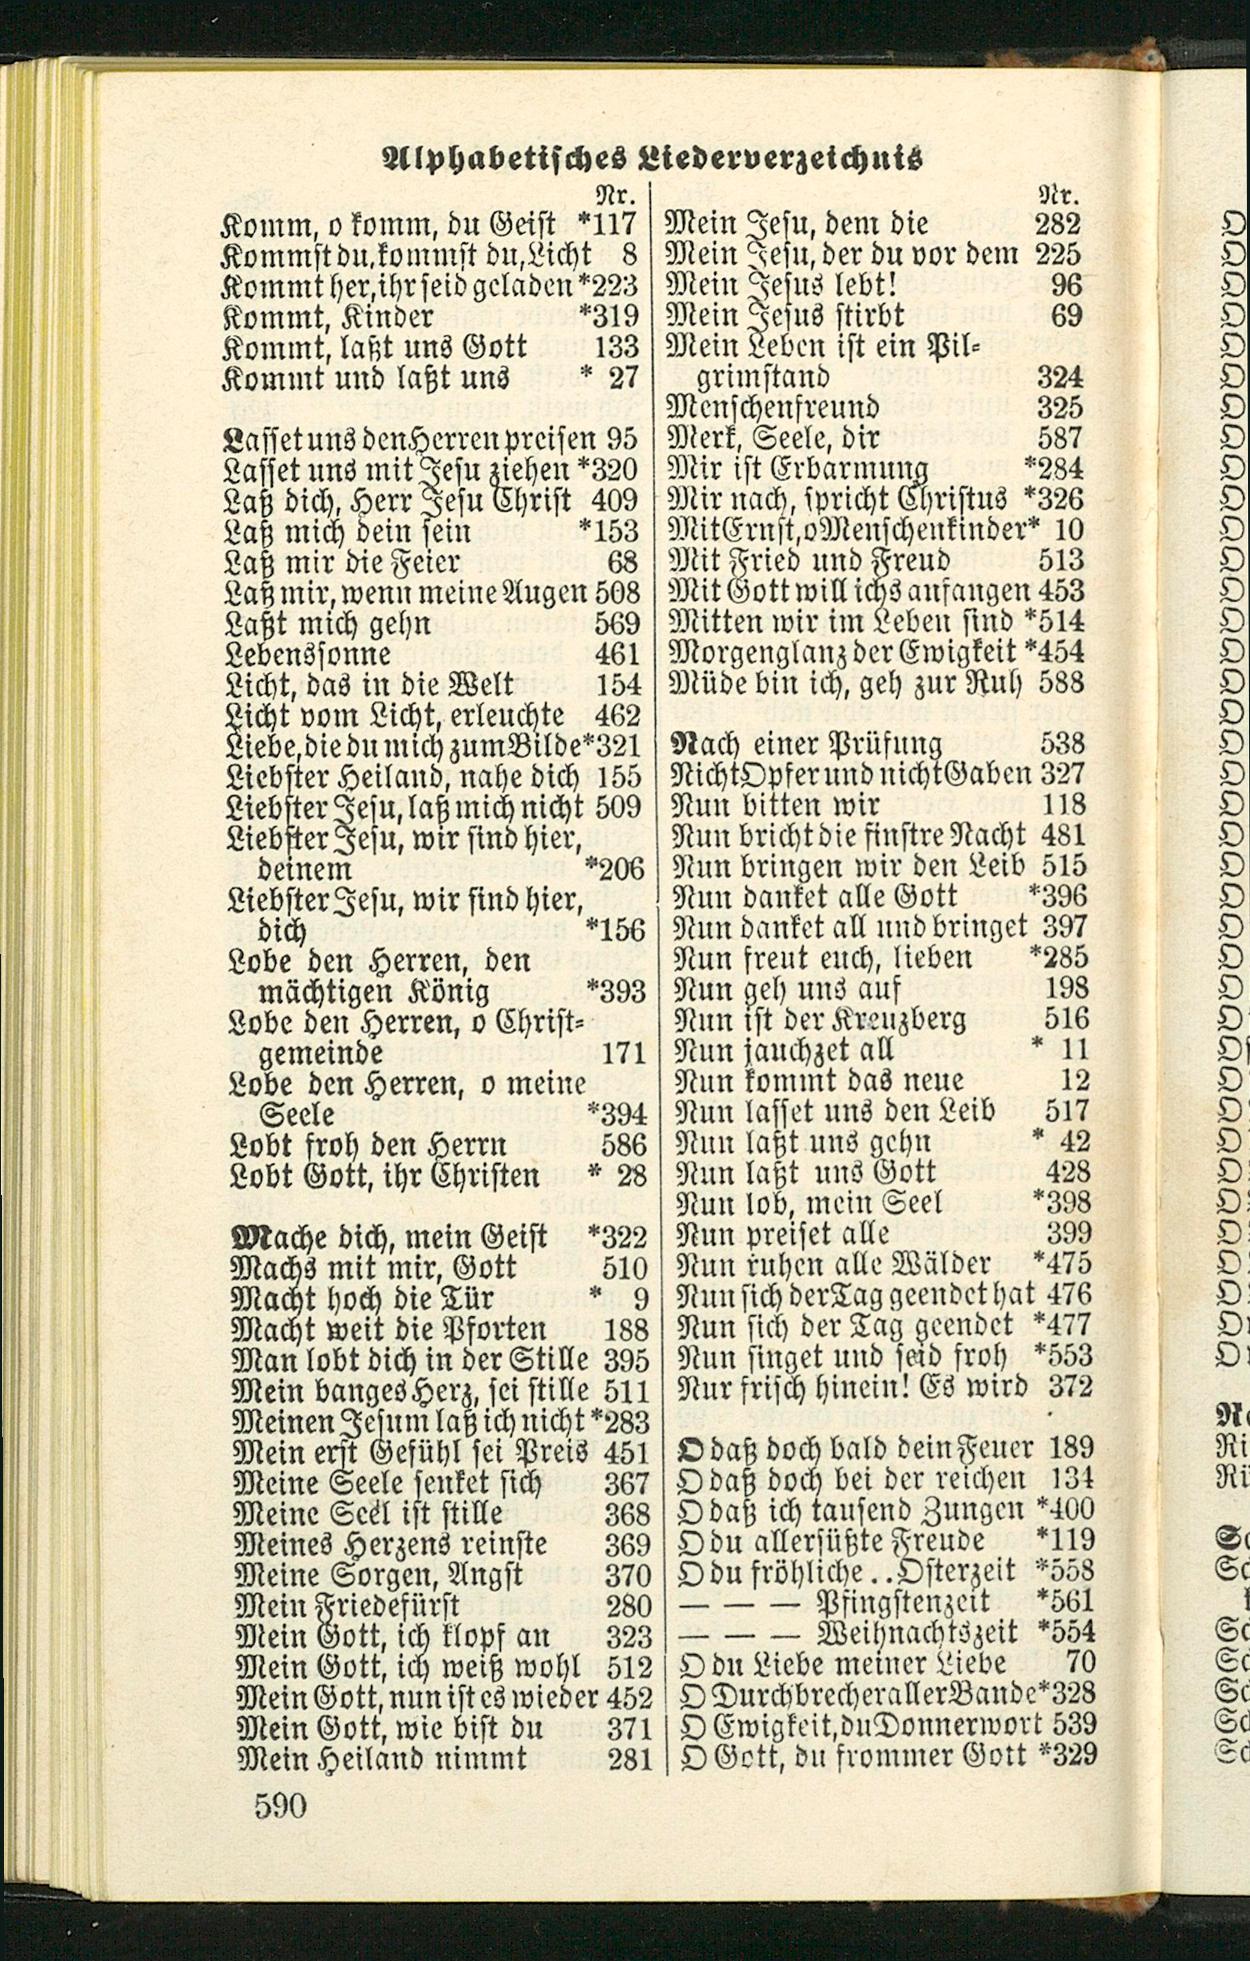 Alphabetisches Liederverzeichnis
Nr.
Komm, o komm, du Geist *117
Kommst du, kommst du, Licht 8
Kommt her, ihr seid geladen *223
Kommt, Kinder *319
Kommt, laßt uns Gott 133
Kommt und laßt uns * 27
Lasset uns den Herren preisen 95
Lasset uns mit Jesu ziehen *320
Laß dich, Herr Jesu Christ 409
Laß mich dein sein *153
Laß mir die Feier 68
Laß mir, wenn meine Augen 508
Laßt mich gehn 569
Lebenssonne 461
Licht, das in die Welt 154
Licht vom Licht, erleuchte 462
Liebe, die du mich zum Bilde *321
Liebster Heiland, nahe dich 155
Liebster Jesu, laß mich nicht 509
Liebster Jesu, wir sind hier,
deinem *206
Liebster Jesu, wir sind hier,
dich *156
Lobe den Herren, den
mächtigen König *393
Lobe den Herren, o Christ-
gemeinde 171
Lobe den Herren, o meine
Seele *394
Lobt froh den Herrn 586
Lobt Gott, ihr Christen * 28
Mache dich, mein Geist *322
Machs mit mir, Gott 510
Macht hoch die Tür * 9
Macht weit die Pforten 188
Man lobt dich in der Stille 395
Mein banges Herz, sei stille 511
Meinen Jesum laß ich nicht *283
Mein erst Gefühl sei Preis 451
Meine Seele senket sich 367
Meine Seel ist stille 368
Meines Herzens reinste 369
Meine Sorgen, Angst 370
Mein Friedefürst 280
Mein Gott, ich klopf an 323
Mein Gott, ich weiß wohl 512
Mein Gott, nun ist es wieder 452
Mein Gott, wie bist du 371
Mein Heiland nimmt 281
Nr.
Mein Jesu, dem die 282
Mein Jesu, der du vor dem 225
Mein Jesus lebt! 96
Mein Jesus stirbt 69
Mein Leben ist ein Pil-
grimstand 324
Menschenfreund 325
Merk, Seele, dir 587
Mir ist Erbarmung *284
Mir nach, spricht Christus *326
Mit Ernst, o Menschenkinder * 10
Mit Fried und Freud 513
Mit Gott will ichs anfangen 453
Mitten wir im Leben sind *514
Morgenglanz der Ewigkeit *454
Müde bin ich, geh zur Ruh 588
Nach einer Prüfung 538
Nicht Opfer und nicht Gaben 327
Nun bitten wir 118
Nun bricht die finstre Nacht 481
Nun bringen wir den Leib 515
Nun danket alle Gott *396
Nun danket all und bringet 397
Nun freut euch, lieben *285
Nun geh uns auf 198
Nun ist der Kreuzberg 516
Nun jauchzet all * 11
Nun kommt das neue 12
Nun lasset uns den Leib 517
Nun laßt uns gehn * 42
Nun laßt uns Gott 428
Nun lob, mein Seel *398
Nun preiset alle 399
Nun ruhen alle Wälder *475
Nun sich der Tag geendet hat 476
Nun sich der Tag geendet *477
Nun singet und seid froh *553
Nur frisch hinein! Es wird 372
O daß doch bald dein Feuer 189
O daß doch bei der reichen 134
O daß ich tausend Zungen *400
O du allersüßte Freude *119
O du fröhliche .. Osterzeit *558
— — — Pfingstenzeit *561
— — — Weihnachtszeit *554
O du Liebe meiner Liebe 70
O Durchbrecher aller Bande *328
O Ewigkeit, du Donnerwort 539
O Gott, du frommer Gott *329
590